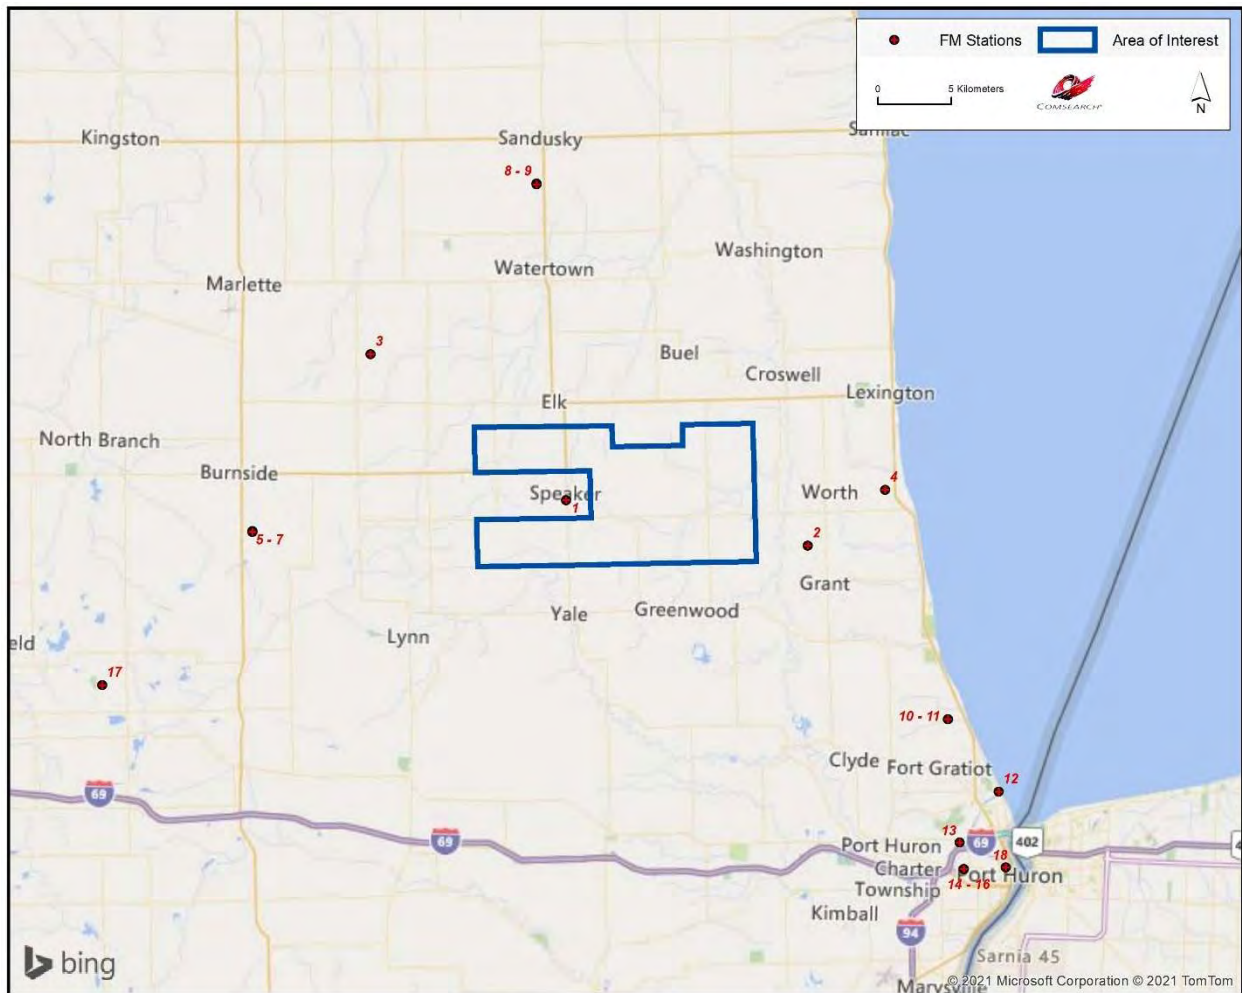 FM Stations
Area of Interest
0
5 Kilometers
COMSEARCH
N
Kingston
Sandusky
8 - 9
Washington
Watertown
Marlette
3
Buel
Croswell
Lexington
Elk
North Branch
Burnside
Speaker
1
Worth
4
5 - 7
2
Grant
Yale
Greenwood
Lynn
eld
17
10 - 11
Clyde
Fort Gratiot
12
69
69
13
Port Huron
Charter
Township
69
402
4
18
Port Huron
14 - 16
Kimball
94
Sarnia 45
bing
© 2021 Microsoft Corporation © 2021 TomTom
Marysville